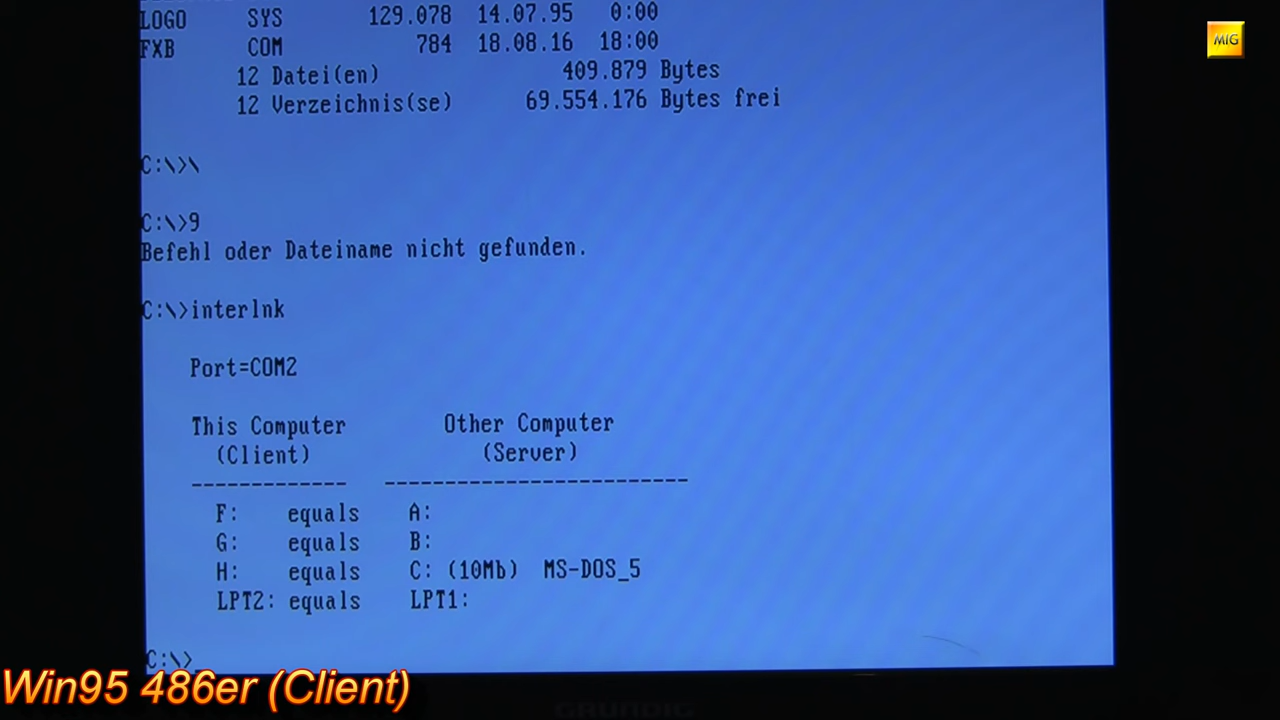 LOGO SYS 129.078 14.07.95 0:00
MIG
FXB COM 784 18.08.16 18:00
12 Datei(en) 409.879 Bytes
12 Verzeichnis(se) 69.554.176 Bytes frei
C:\>\
C:\>9
Befehl oder Dateiname nicht gefunden.
C:\>interlnk
Port=COM2
This Computer Other Computer
(Client) (Server)
------------- -------------------------
F: equals A:
G: equals B:
H: equals C: (10Mb) MS-DOS_5
LPT2: equals LPT1:
C:\>_
Win95 486er (Client)
GRUNDIG